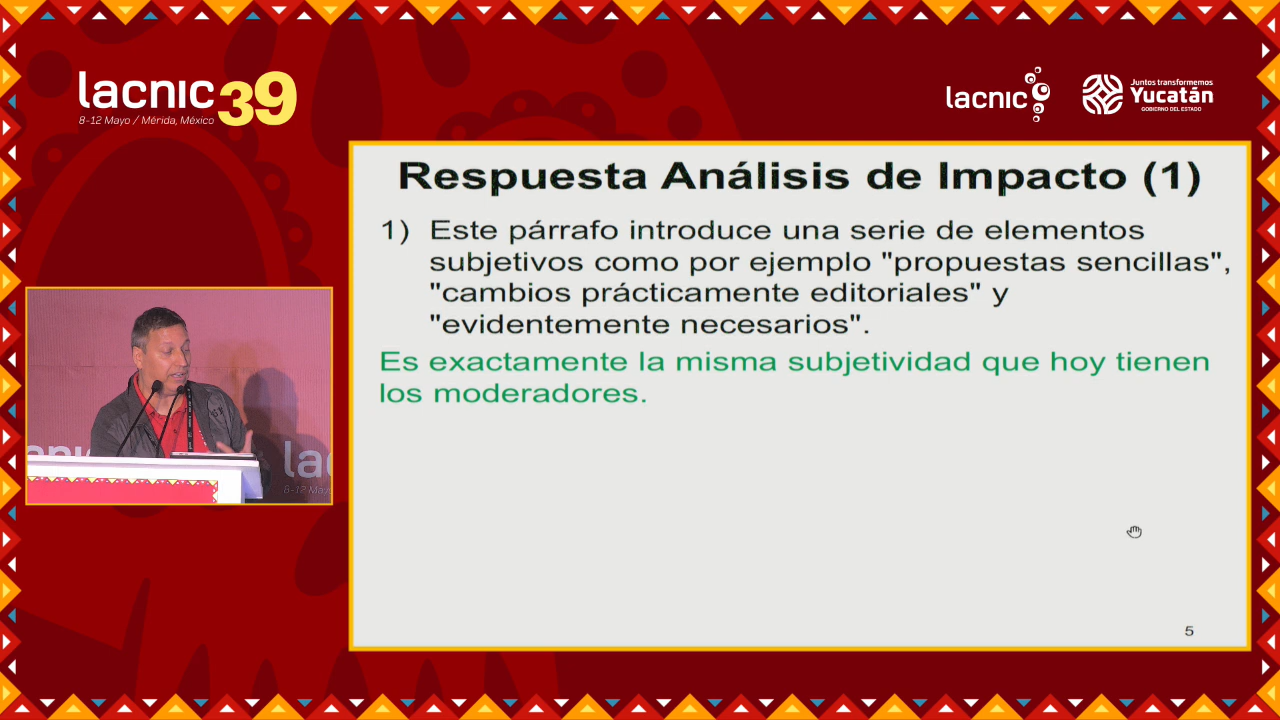 lacnic 39
8-12 Mayo / Mérida, México
lacnic
Juntos transformemos
Yucatán
GOBIERNO DEL ESTADO
Respuesta Análisis de Impacto (1)
1) Este párrafo introduce una serie de elementos
subjetivos como por ejemplo "propuestas sencillas",
"cambios prácticamente editoriales" y
"evidentemente necesarios".
Es exactamente la misma subjetividad que hoy tienen
los moderadores.
5